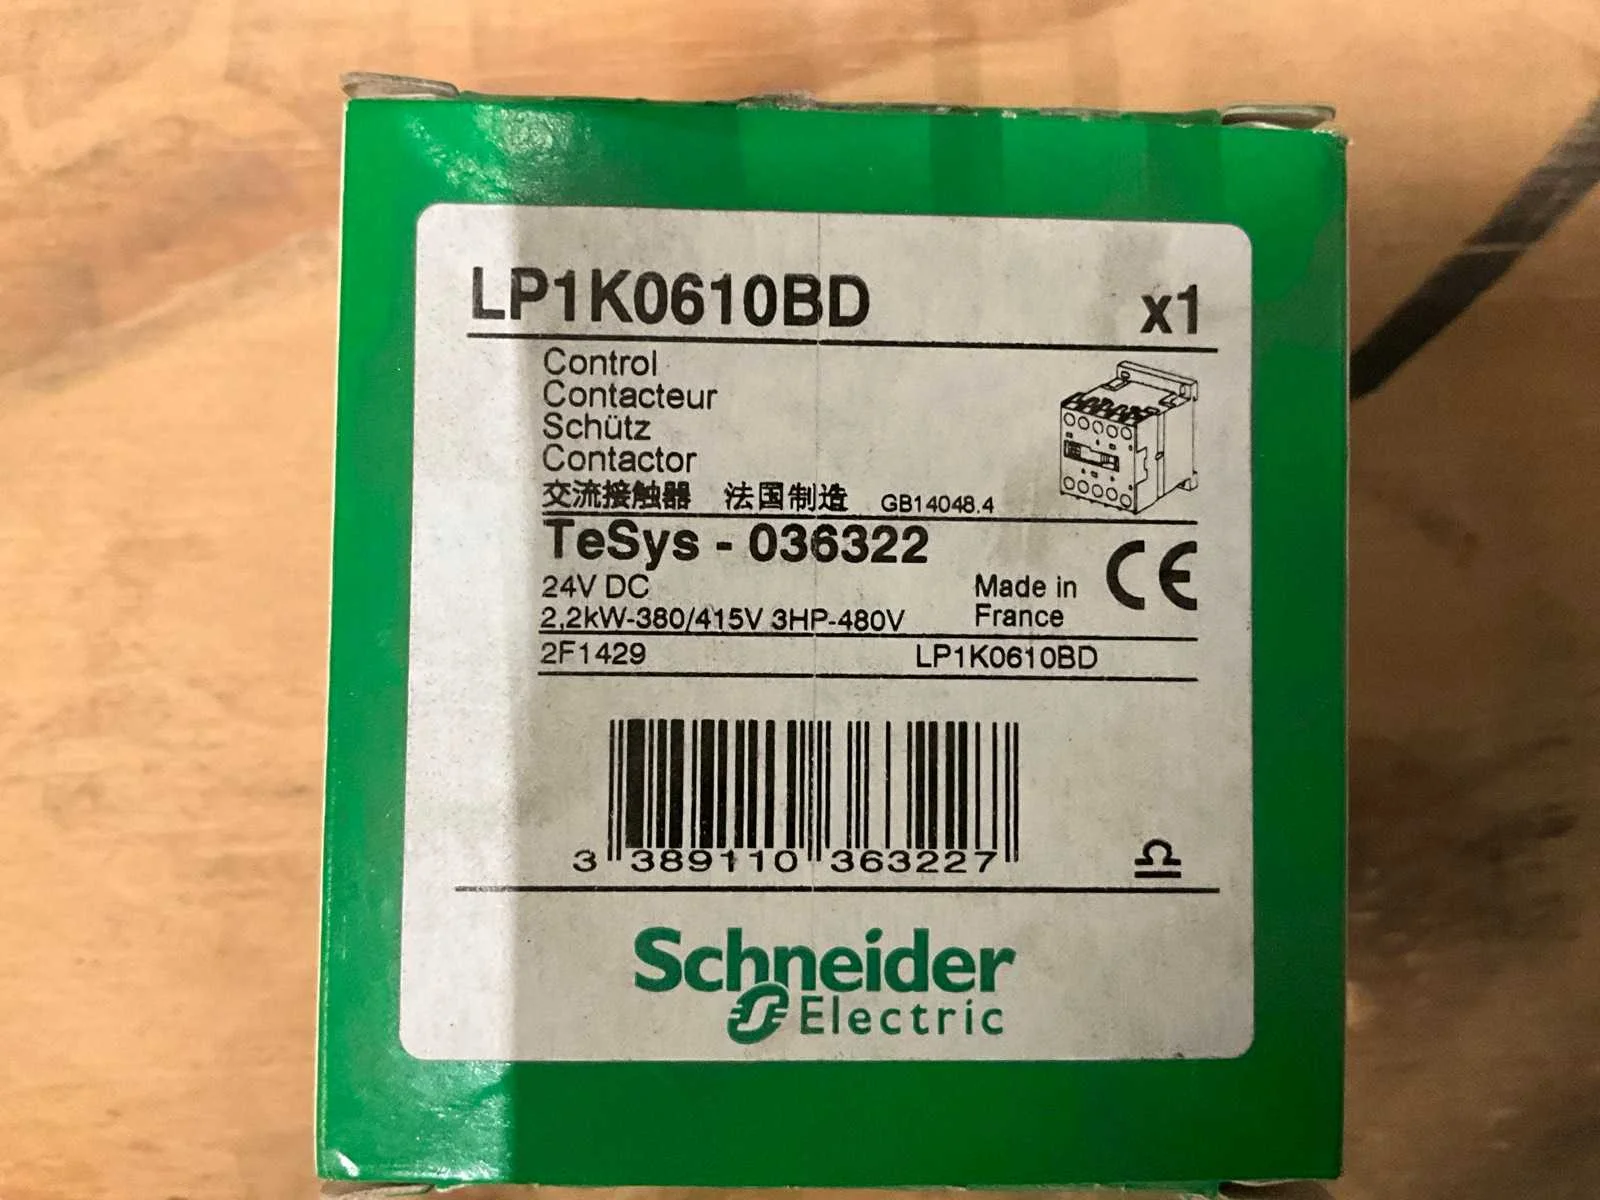 LP1K0610BD x1
Control
Contacteur
Schütz
Contactor
交流接触器 法国制造 GB14048.4
TeSys - 036322
24V DC Made in
2,2kW-380/415V 3HP-480V France
CE
2F1429 LP1K0610BD
3 389110 363227
Schneider
Electric